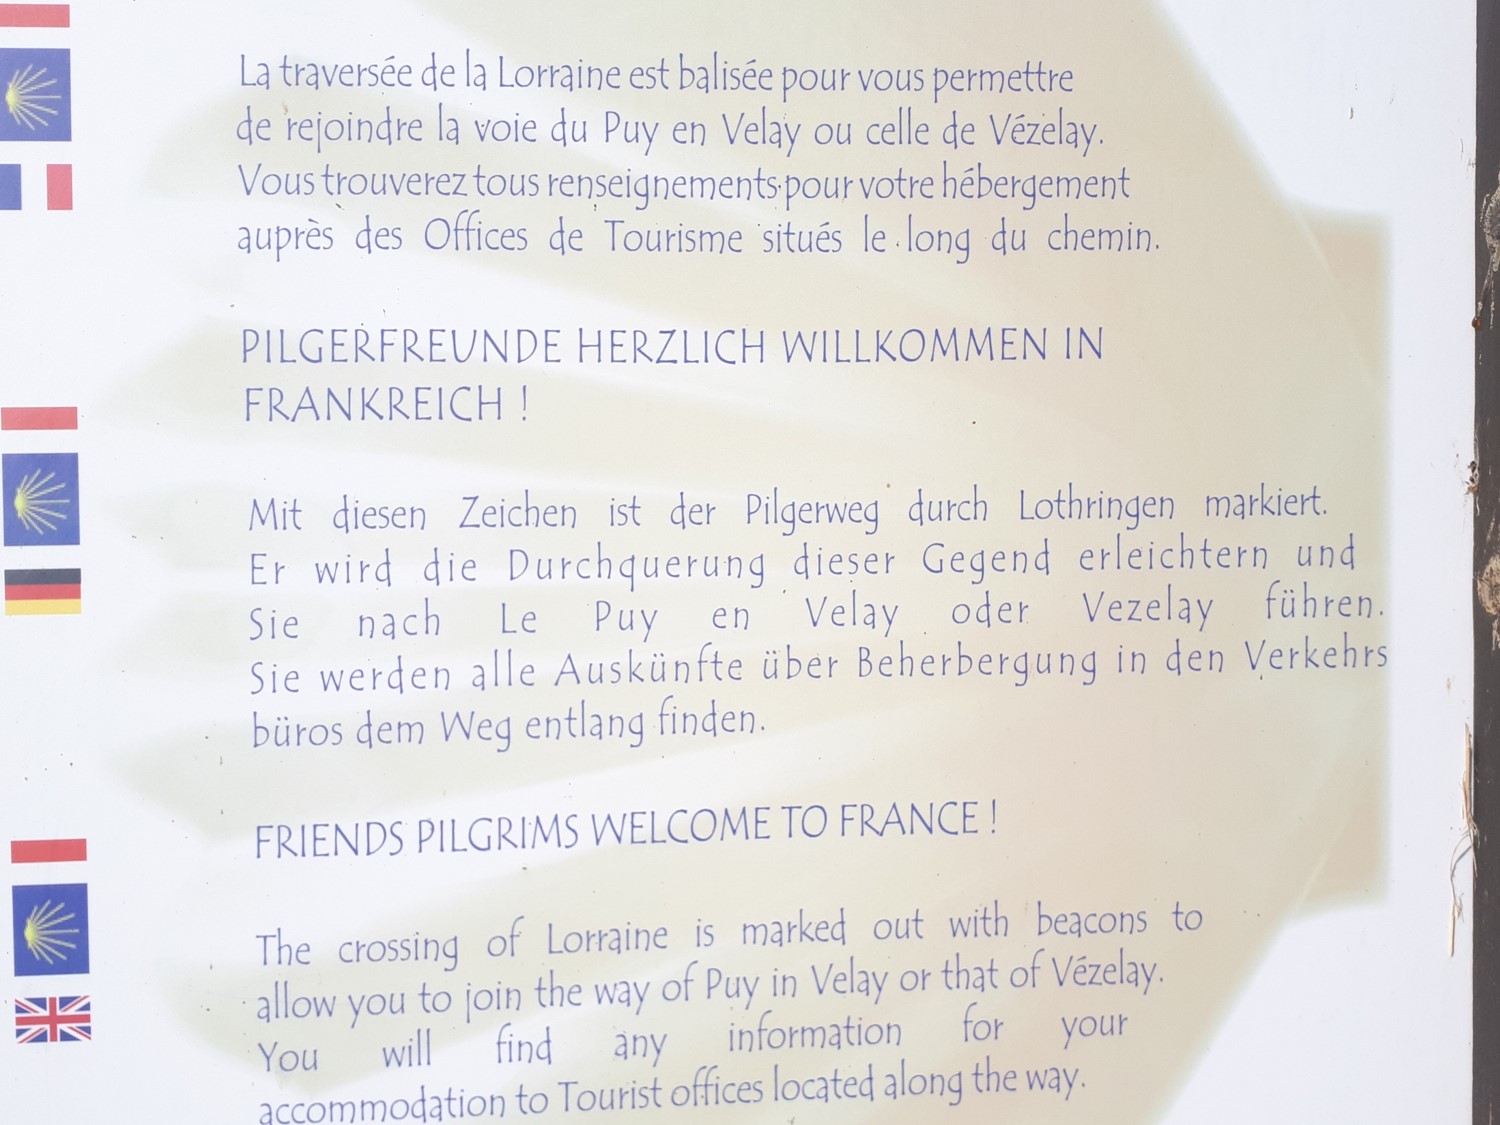 La traversée de la Lorraine est balisée pour vous permettre
de rejoindre la voie du Puy en Velay ou celle de Vézelay.
Vous trouverez tous renseignements pour votre hébergement
auprès des Offices de Tourisme situés le long du chemin.
PILGERFREUNDE HERZLICH WILLKOMMEN IN
FRANKREICH !
Mit diesen Zeichen ist der Pilgerweg durch Lothringen markiert.
Er wird die Durchquerung dieser Gegend erleichtern und
Sie nach Le Puy en Velay oder Vezelay führen.
Sie werden alle Auskünfte über Beherbergung in den Verkehrs
büros dem Weg entlang finden.
FRIENDS PILGRIMS WELCOME TO FRANCE !
The crossing of Lorraine is marked out with beacons to
allow you to join the way of Puy in Velay or that of Vézelay.
You will find any information for your
accommodation to Tourist offices located along the way.